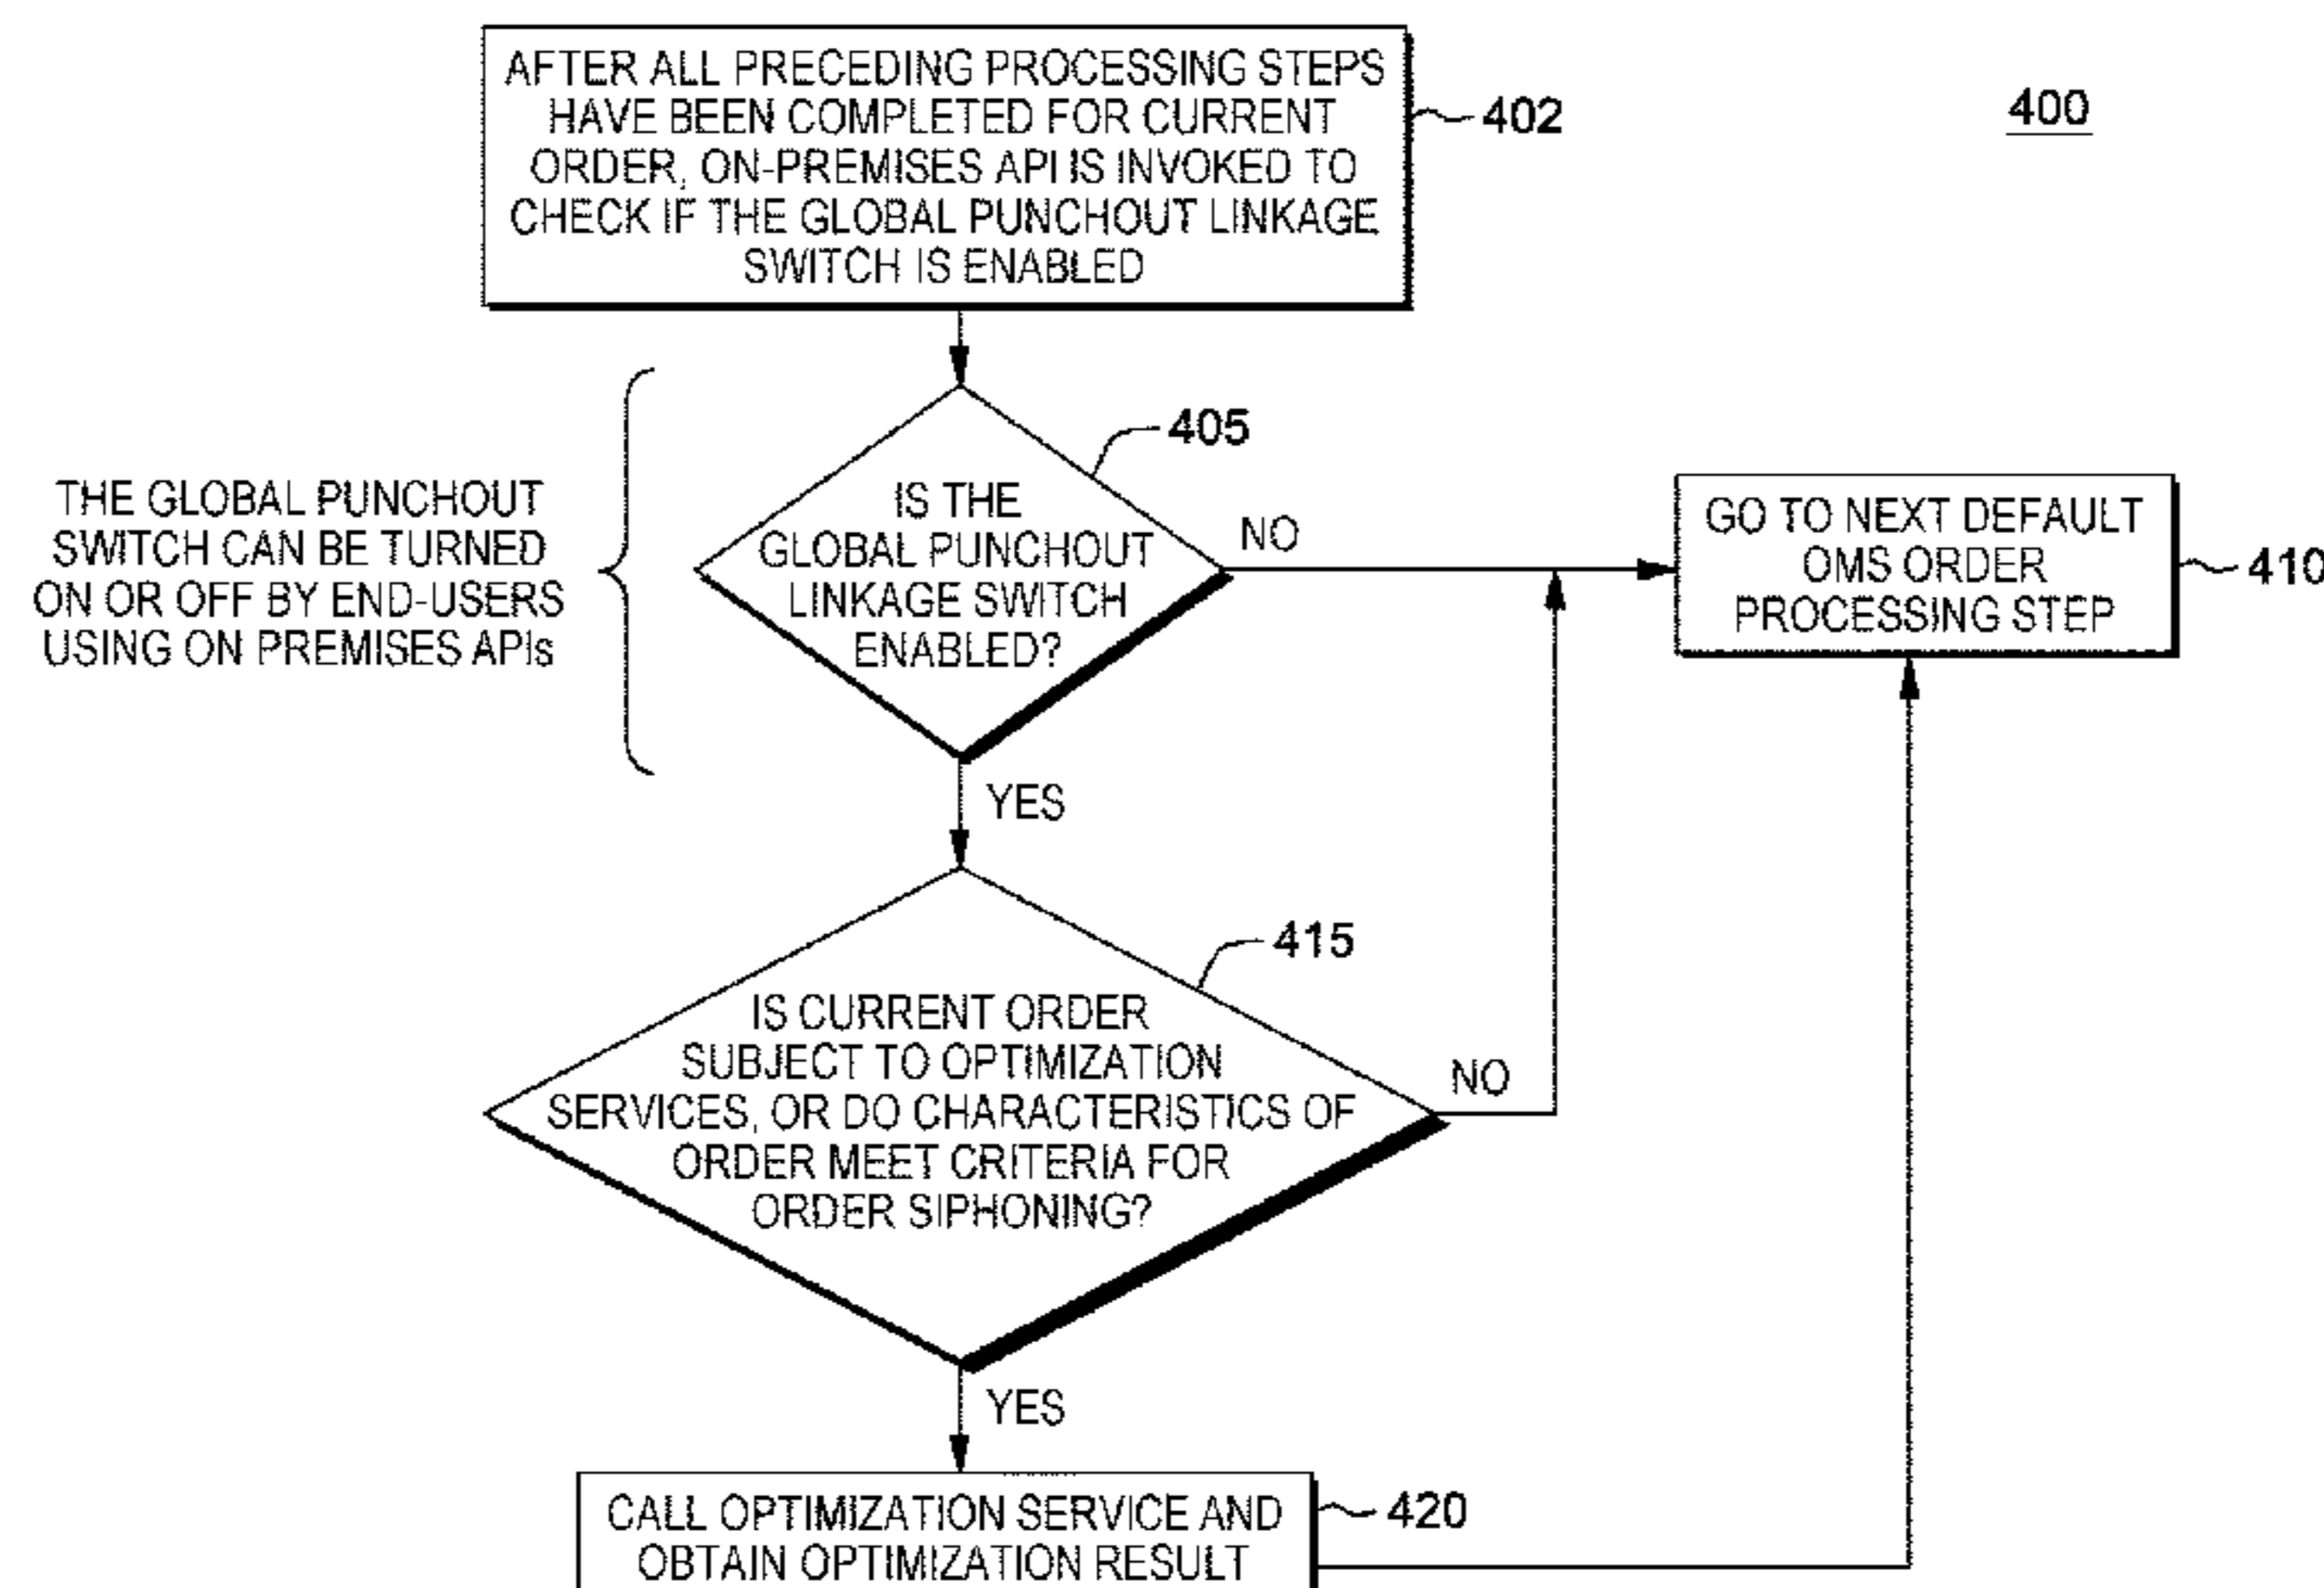 AFTER ALL PRECEDING PROCESSING STEPS
HAVE BEEN COMPLETED FOR CURRENT
ORDER, ON-PREMISES API IS INVOKED TO
CHECK IF THE GLOBAL PUNCHOUT LINKAGE
SWITCH IS ENABLED
402
400
405
THE GLOBAL PUNCHOUT
SWITCH CAN BE TURNED
ON OR OFF BY END-USERS
USING ON PREMISES APIs
IS THE
GLOBAL PUNCHOUT
LINKAGE SWITCH
ENABLED?
NO
GO TO NEXT DEFAULT
OMS ORDER
PROCESSING STEP
410
YES
415
IS CURRENT ORDER
SUBJECT TO OPTIMIZATION
SERVICES, OR DO CHARACTERISTICS OF
ORDER MEET CRITERIA FOR
ORDER SIPHONING?
NO
YES
CALL OPTIMIZATION SERVICE AND
OBTAIN OPTIMIZATION RESULT
420